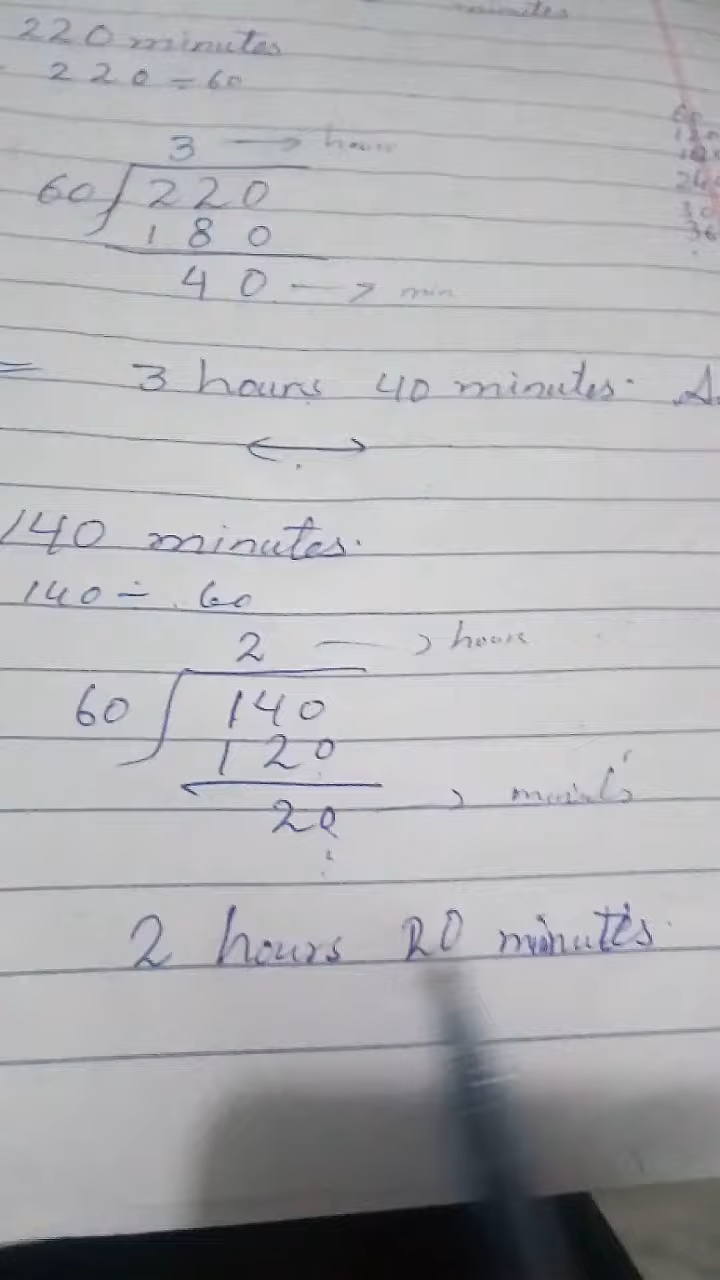 minutes
220 minutes
220 ÷ 60
3 → hours
60 220
180
40 → min
= 3 hours 40 minutes.
140 minutes.
140 ÷ 60
2 → hours
60 140
120
20 →
2 hours 20 minutes.